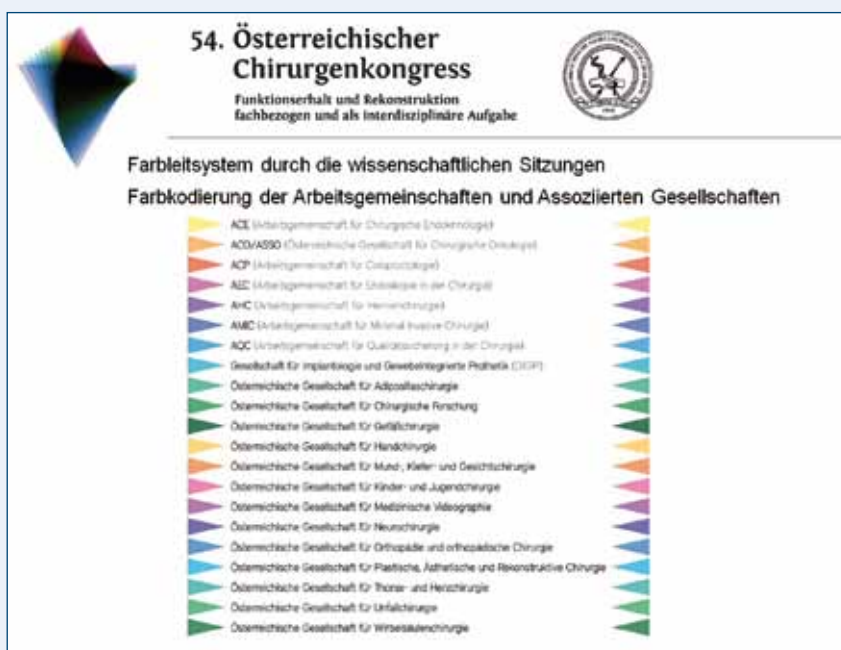 54. Österreichischer
Chirurgenkongress
Funktionserhalt und Rekonstruktion
fachbezogen und als interdisziplinäre Aufgabe
Farbleitsystem durch die wissenschaftlichen Sitzungen
Farbkodierung der Arbeitsgemeinschaften und Assoziierten Gesellschaften
ACE (Arbeitsgemeinschaft für Chirurgische Endokrinologie)
ACO/ASSO (Österreichische Gesellschaft für Chirurgische Onkologie)
ACP (Arbeitsgemeinschaft für Coloproctologie)
AEC (Arbeitsgemeinschaft für Endoskopie in der Chirurgie)
AHC (Arbeitsgemeinschaft für Hernienchirurgie)
AMIC (Arbeitsgemeinschaft für Minimal Invasive Chirurgie)
AQC (Arbeitsgemeinschaft für Qualitätssicherung in der Chirurgie)
Gesellschaft für Implantologie und Gewebeintegrierte Prothetik
Österreichische Gesellschaft für Adipositaschirurgie
Österreichische Gesellschaft für Chirurgische Forschung
Österreichische Gesellschaft für Gefäßchirurgie
Österreichische Gesellschaft für Handchirurgie
Österreichische Gesellschaft für Mund-, Kiefer- und Gesichtschirurgie
Österreichische Gesellschaft für Kinder- und Jugendchirurgie
Österreichische Gesellschaft für Medizinische Videographie
Österreichische Gesellschaft für Neurochirurgie
Österreichische Gesellschaft für Orthopädie und orthopädische Chirurgie
Österreichische Gesellschaft für Plastische, Ästhetische und Rekonstruktive Chirurgie
Österreichische Gesellschaft für Thorax- und Herzchirurgie
Österreichische Gesellschaft für Unfallchirurgie
Österreichische Gesellschaft für Wirbelsäulenchirurgie